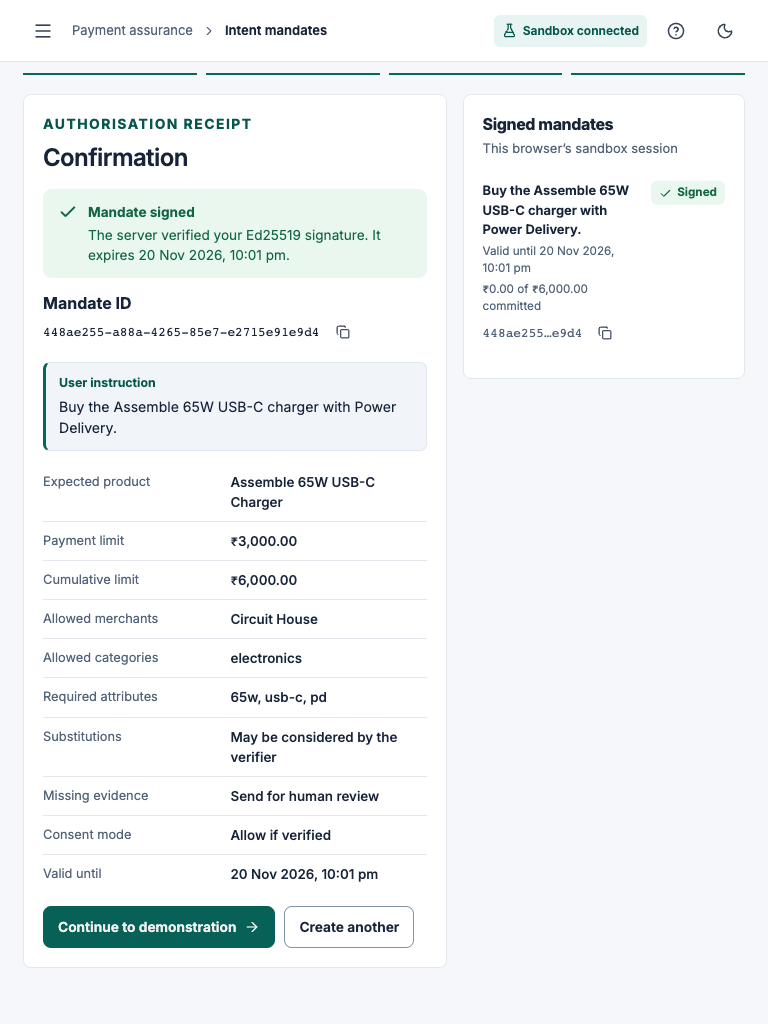 Payment assurance > Intent mandates
Sandbox connected
AUTHORISATION RECEIPT
Confirmation
Mandate signed
The server verified your Ed25519 signature. It
expires 20 Nov 2026, 10:01 pm.
Mandate ID
448ae255-a88a-4265-85e7-e2715e91e9d4
User instruction
Buy the Assemble 65W USB-C charger with Power
Delivery.
Expected product Assemble 65W USB-C
Charger
Payment limit ₹3,000.00
Cumulative limit ₹6,000.00
Allowed merchants Circuit House
Allowed categories electronics
Required attributes 65w, usb-c, pd
Substitutions May be considered by the
verifier
Missing evidence Send for human review
Consent mode Allow if verified
Valid until 20 Nov 2026, 10:01 pm
Continue to demonstration →
Create another
Signed mandates
This browser’s sandbox session
Buy the Assemble 65W
USB-C charger with
Power Delivery.
Signed
Valid until 20 Nov 2026,
10:01 pm
₹0.00 of ₹6,000.00
committed
448ae255…e9d4